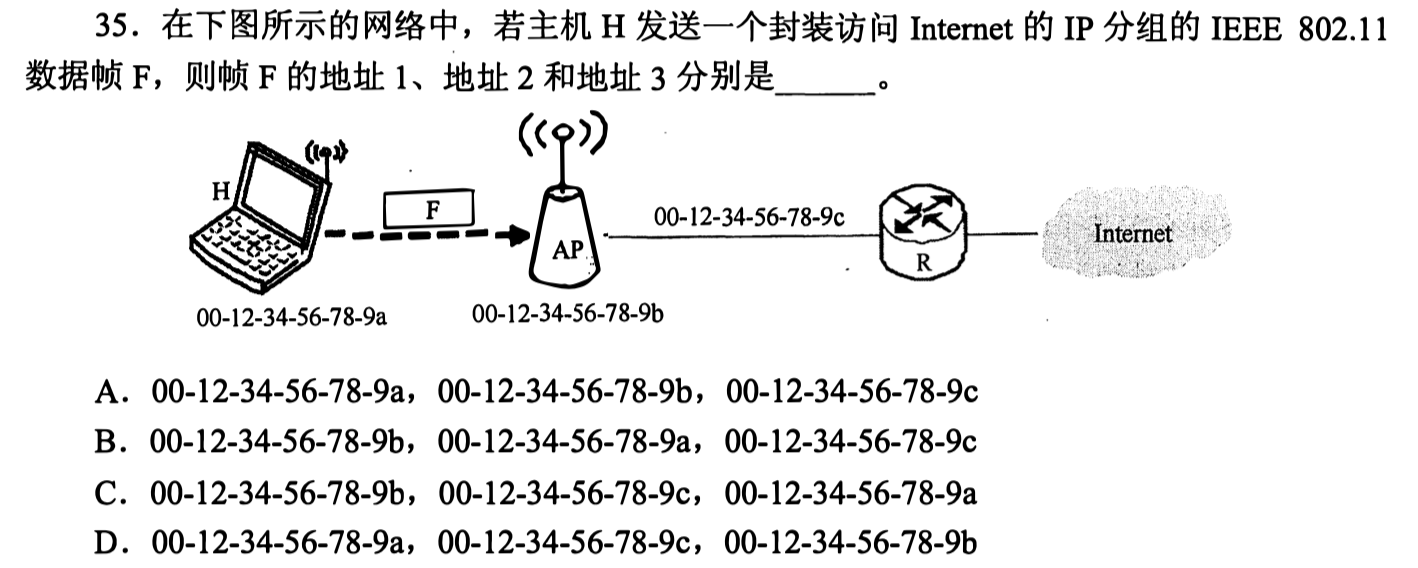 35．在下图所示的网络中，若主机 H 发送一个封装访问 Internet 的 IP 分组的 IEEE 802.11
数据帧 F，则帧 F 的地址 1、地址 2 和地址 3 分别是______。
H
F
AP
00-12-34-56-78-9c
R
Internet
00-12-34-56-78-9a
00-12-34-56-78-9b
A．00-12-34-56-78-9a，00-12-34-56-78-9b，00-12-34-56-78-9c
B．00-12-34-56-78-9b，00-12-34-56-78-9a，00-12-34-56-78-9c
C．00-12-34-56-78-9b，00-12-34-56-78-9c，00-12-34-56-78-9a
D．00-12-34-56-78-9a，00-12-34-56-78-9c，00-12-34-56-78-9b